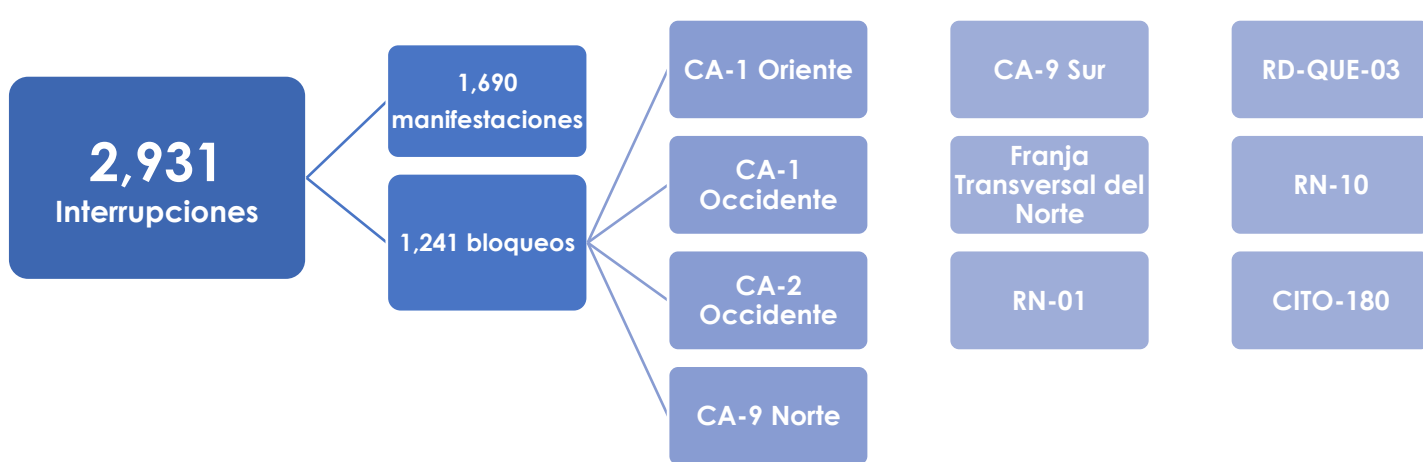 2,931
Interrupciones
1,690
manifestaciones
1,241 bloqueos
CA-1 Oriente
CA-1
Occidente
CA-2
Occidente
CA-9 Norte
CA-9 Sur
Franja
Transversal del
Norte
RN-01
RD-QUE-03
RN-10
CITO-180